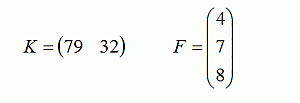 K = (79 32) F = (4
7
8)